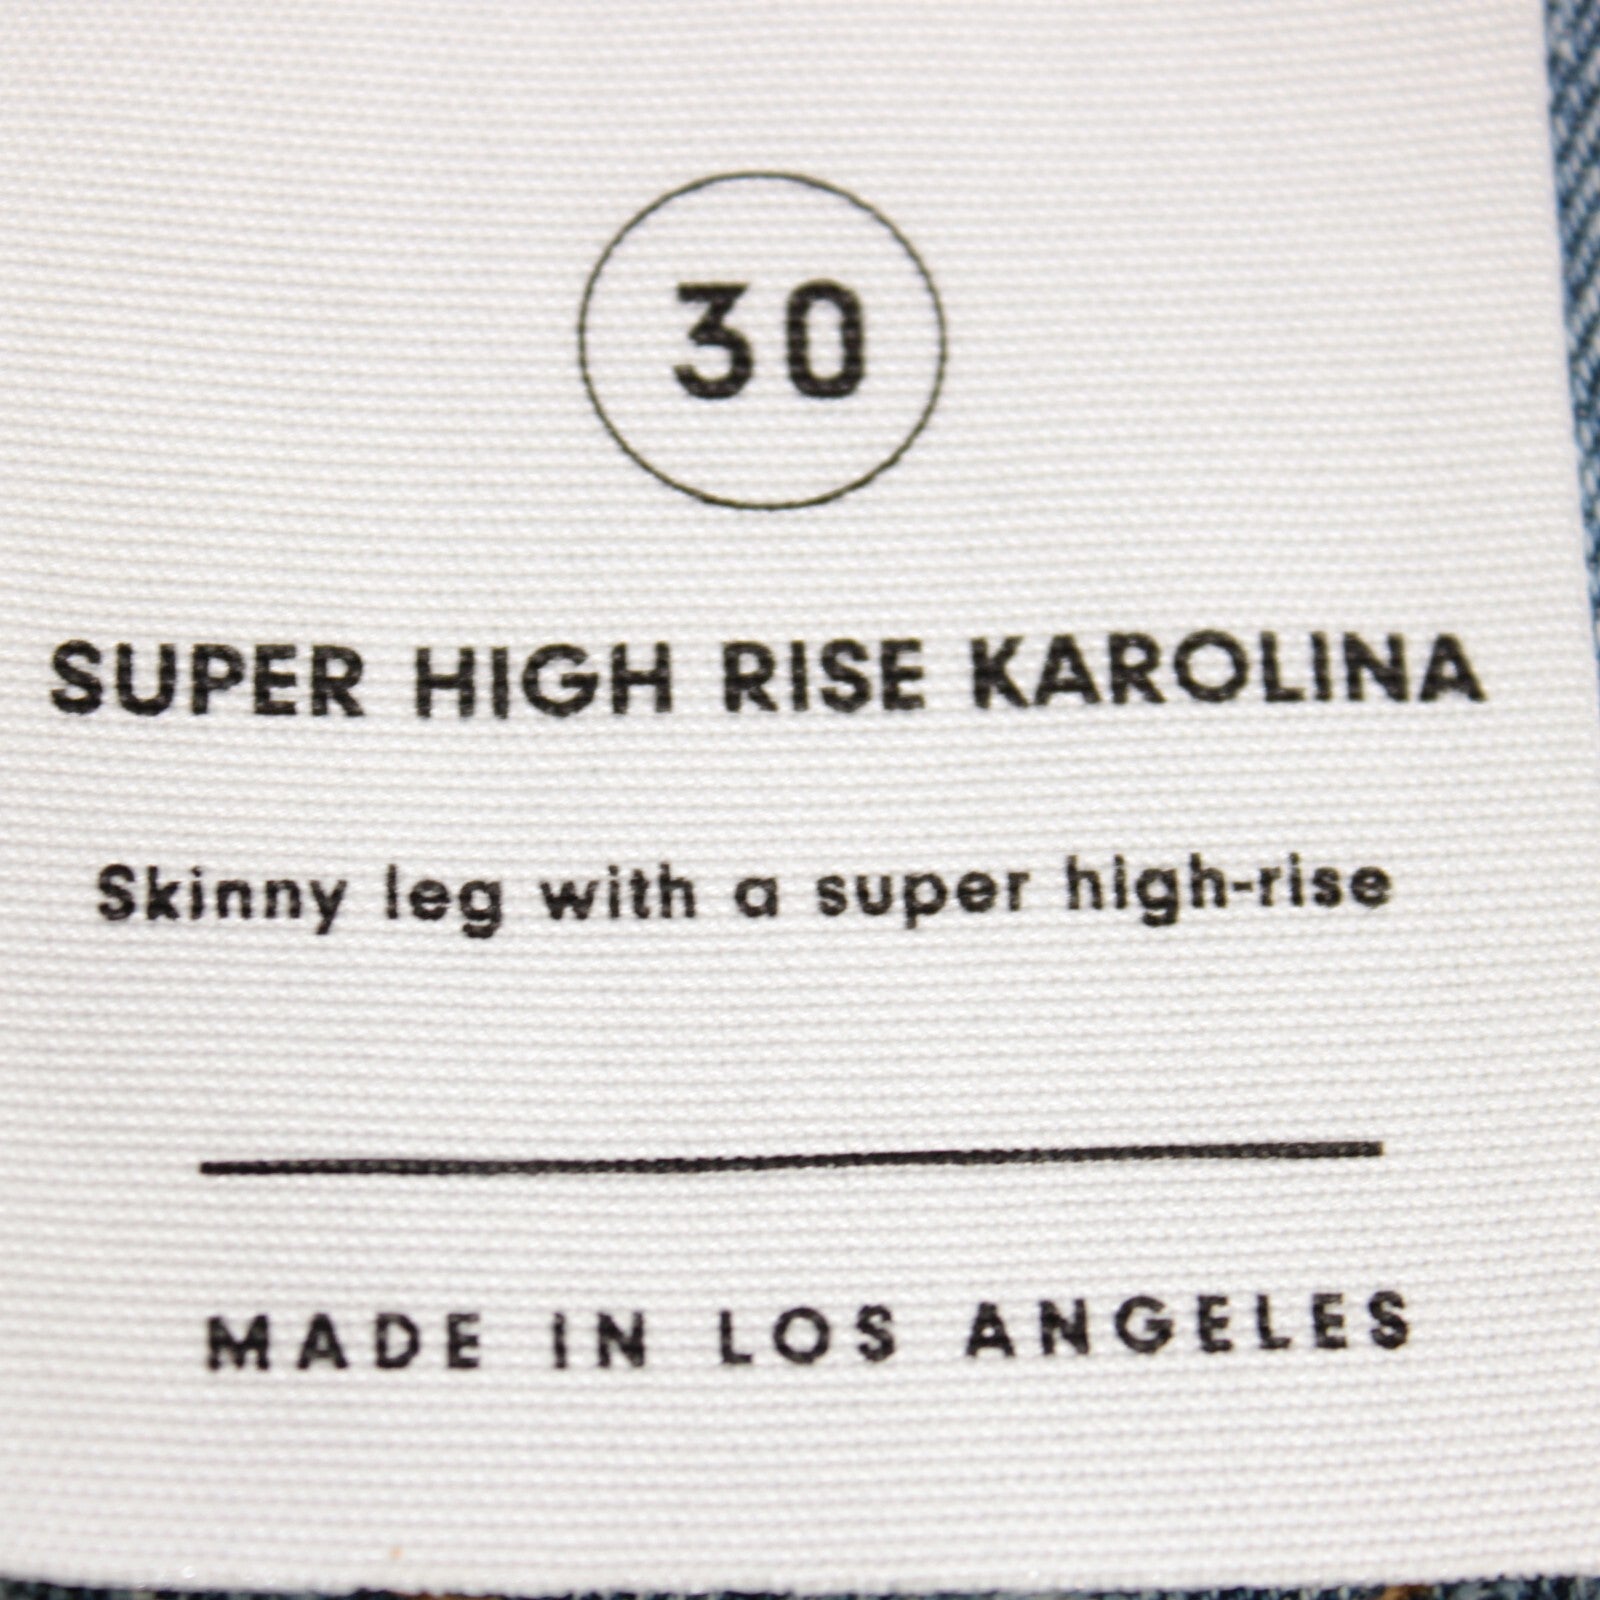 30
SUPER HIGH RISE KAROLINA
Skinny leg with a super high-rise
MADE IN LOS ANGELES